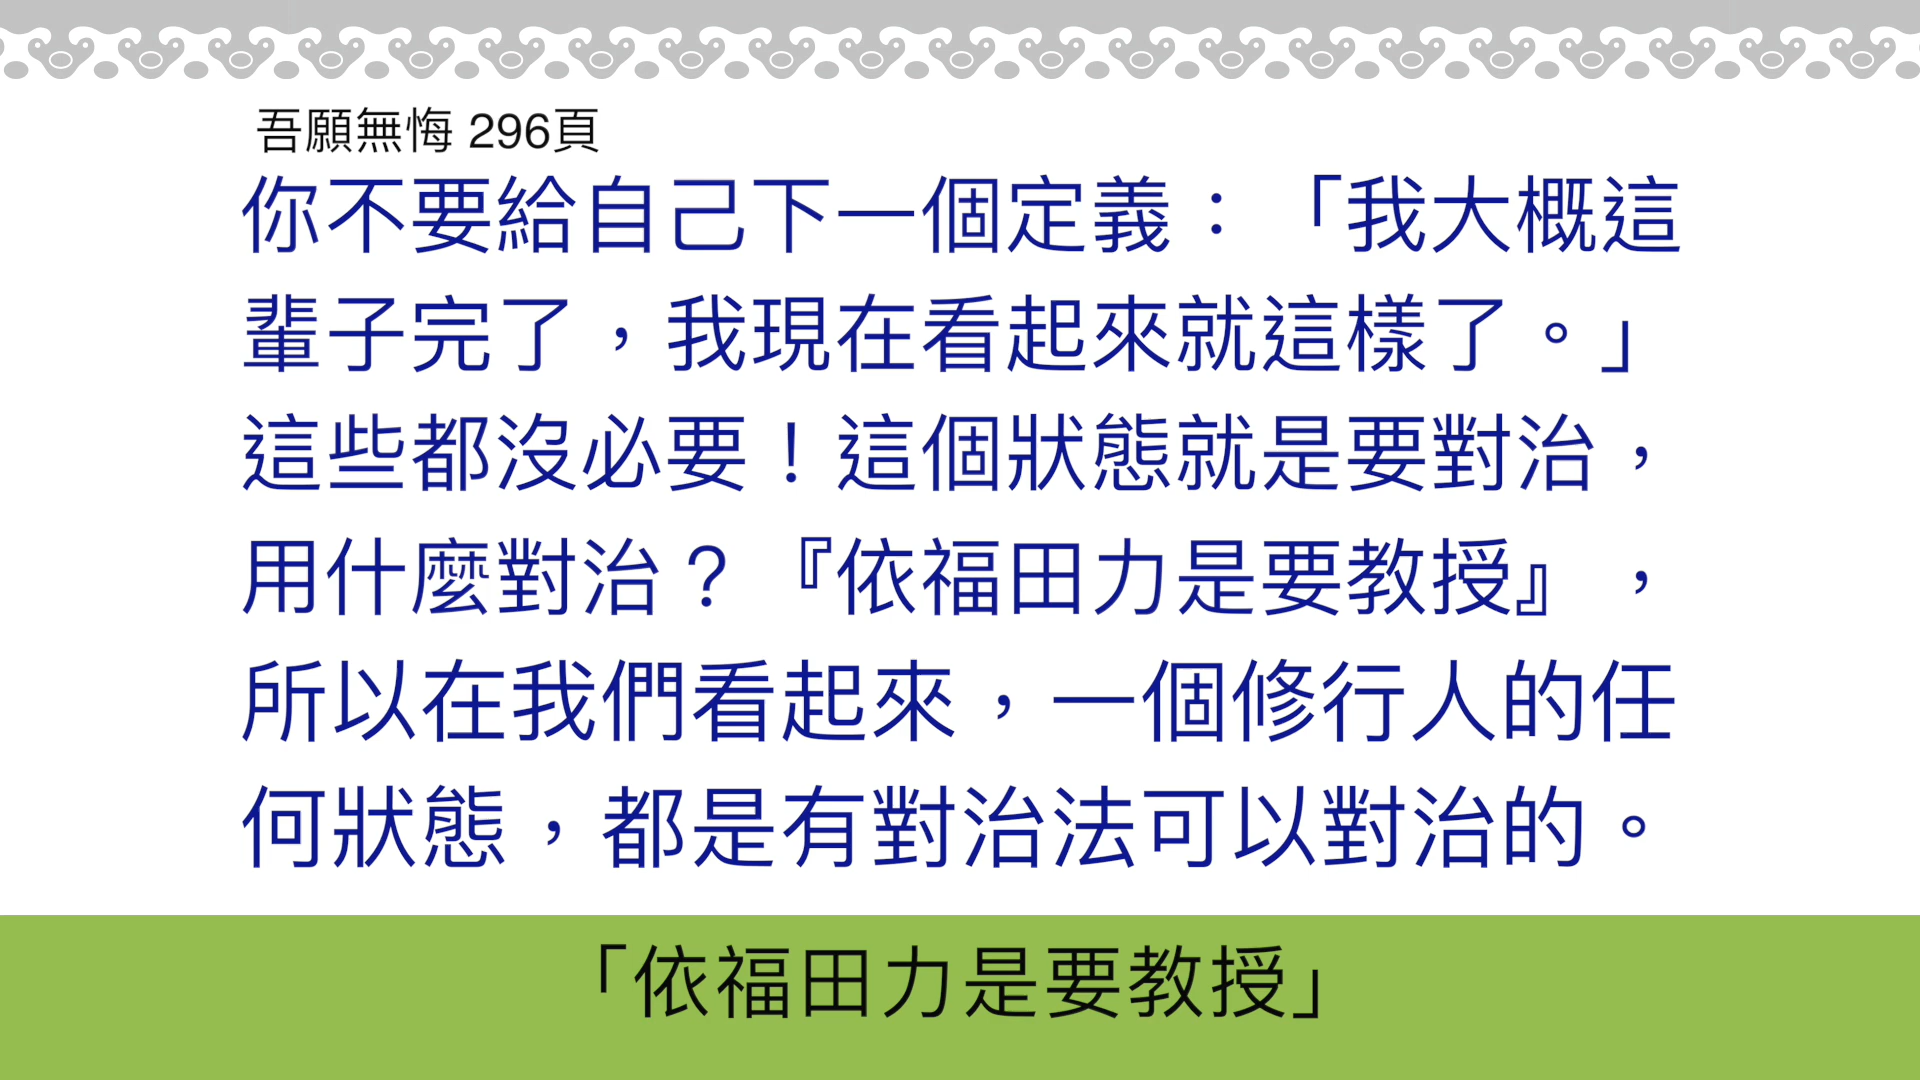 吾願無悔 296頁
你不要給自己下一個定義：「我大概這
輩子完了，我現在看起來就這樣了。」
這些都沒必要！這個狀態就是要對治，
用什麼對治？『依福田力是要教授』，
所以在我們看起來，一個修行人的任
何狀態，都是有對治法可以對治的。
「依福田力是要教授」